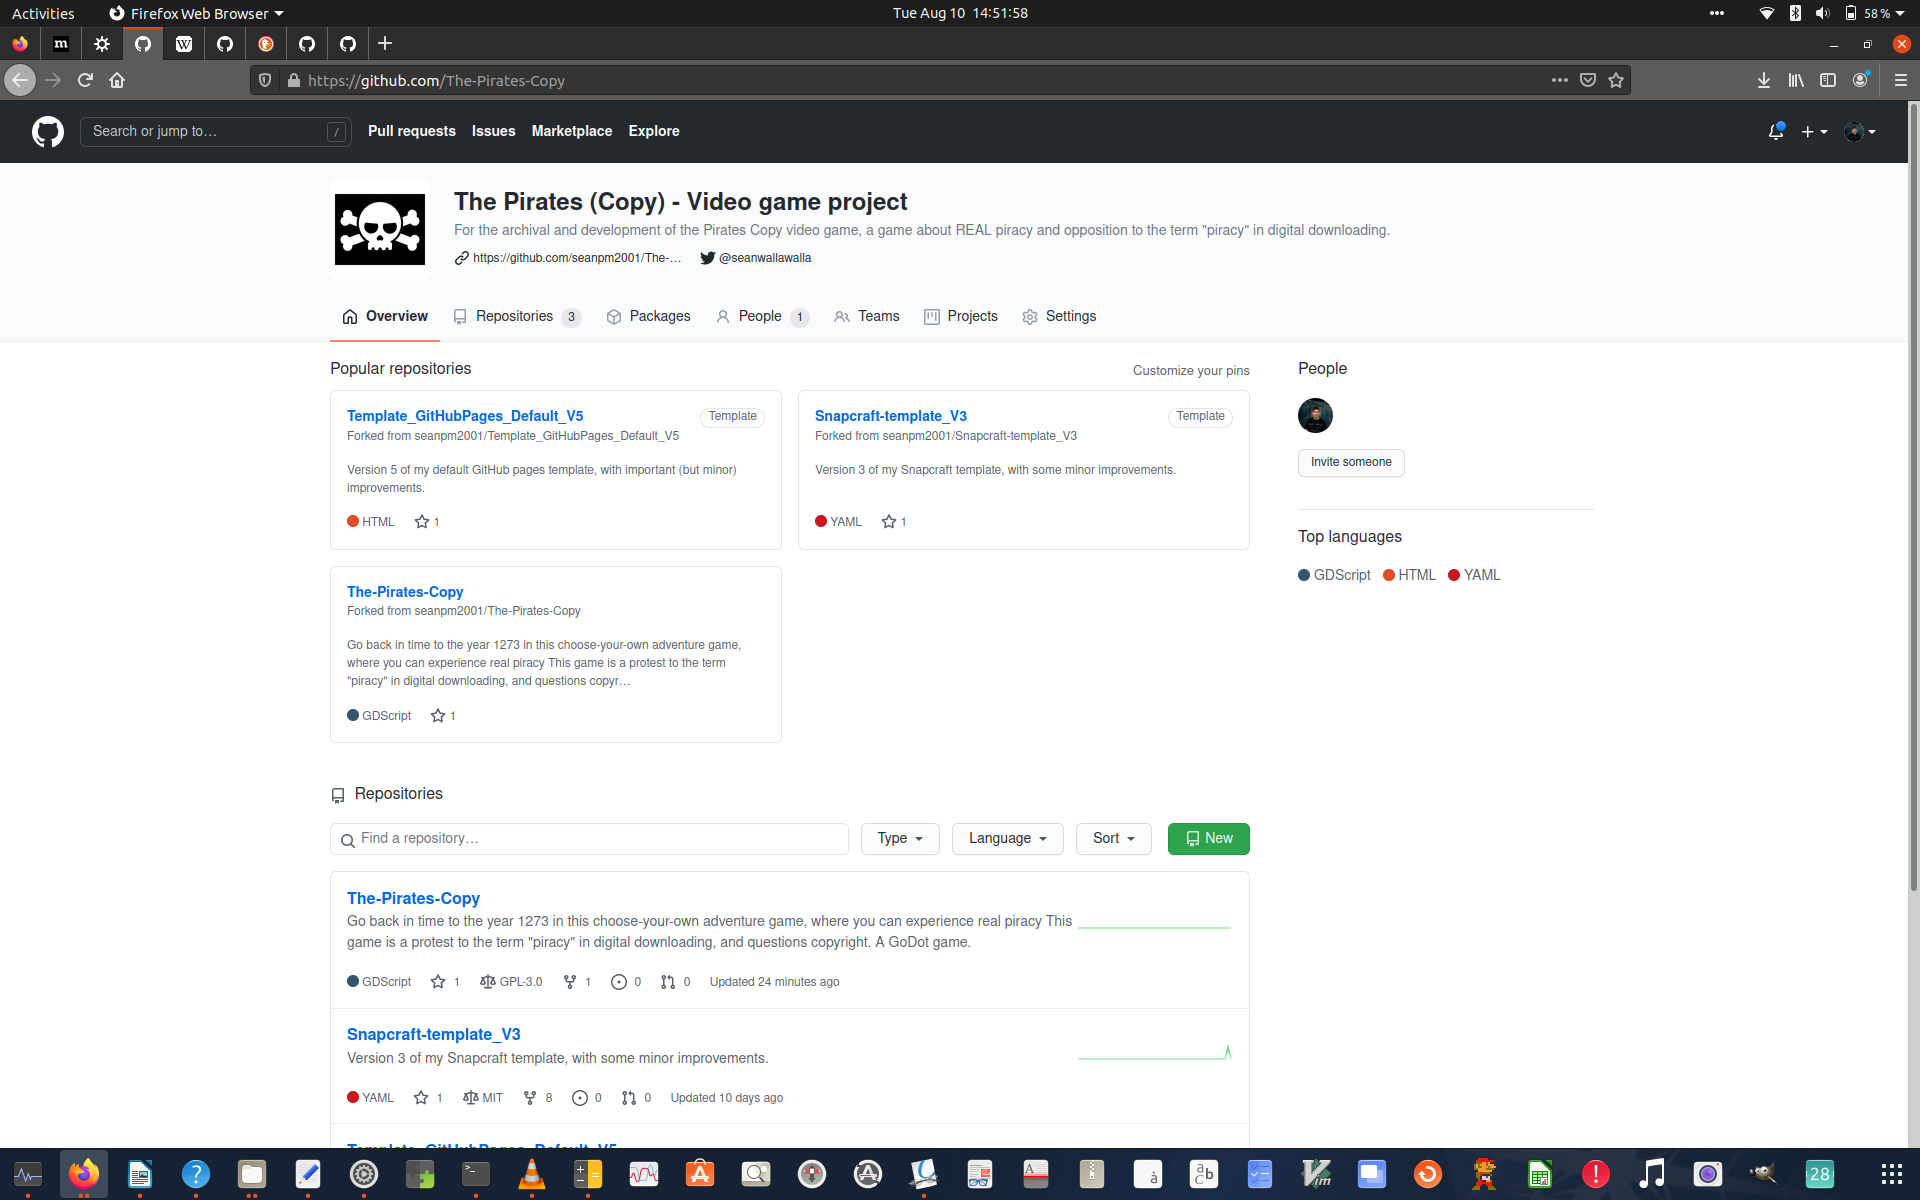 Activities
Firefox Web Browser
Tue Aug 10 14:51:58
58 %
m
W
https://github.com/The-Pirates-Copy
Search or jump to…
/
Pull requests
Issues
Marketplace
Explore
The Pirates (Copy) - Video game project
For the archival and development of the Pirates Copy video game, a game about REAL piracy and opposition to the term "piracy" in digital downloading.
https://github.com/seanpm2001/The-…
@seanwallawalla
Overview
Repositories 3
Packages
People 1
Teams
Projects
Settings
Popular repositories
Customize your pins
Template_GitHubPages_Default_V5
Template
Forked from seanpm2001/Template_GitHubPages_Default_V5
Version 5 of my default GitHub pages template, with important (but minor)
improvements.
HTML
1
Snapcraft-template_V3
Template
Forked from seanpm2001/Snapcraft-template_V3
Version 3 of my Snapcraft template, with some minor improvements.
YAML
1
The-Pirates-Copy
Forked from seanpm2001/The-Pirates-Copy
Go back in time to the year 1273 in this choose-your-own adventure game,
where you can experience real piracy This game is a protest to the term
"piracy" in digital downloading, and questions copyr…
GDScript
1
People
Invite someone
Top languages
GDScript
HTML
YAML
Repositories
Find a repository…
Type
Language
Sort
New
The-Pirates-Copy
Go back in time to the year 1273 in this choose-your-own adventure game, where you can experience real piracy This
game is a protest to the term "piracy" in digital downloading, and questions copyright. A GoDot game.
GDScript 1 GPL-3.0 1 0 0 Updated 24 minutes ago
Snapcraft-template_V3
Version 3 of my Snapcraft template, with some minor improvements.
YAML 1 MIT 8 0 0 Updated 10 days ago
Template_GitHubPages_Default_V5
28